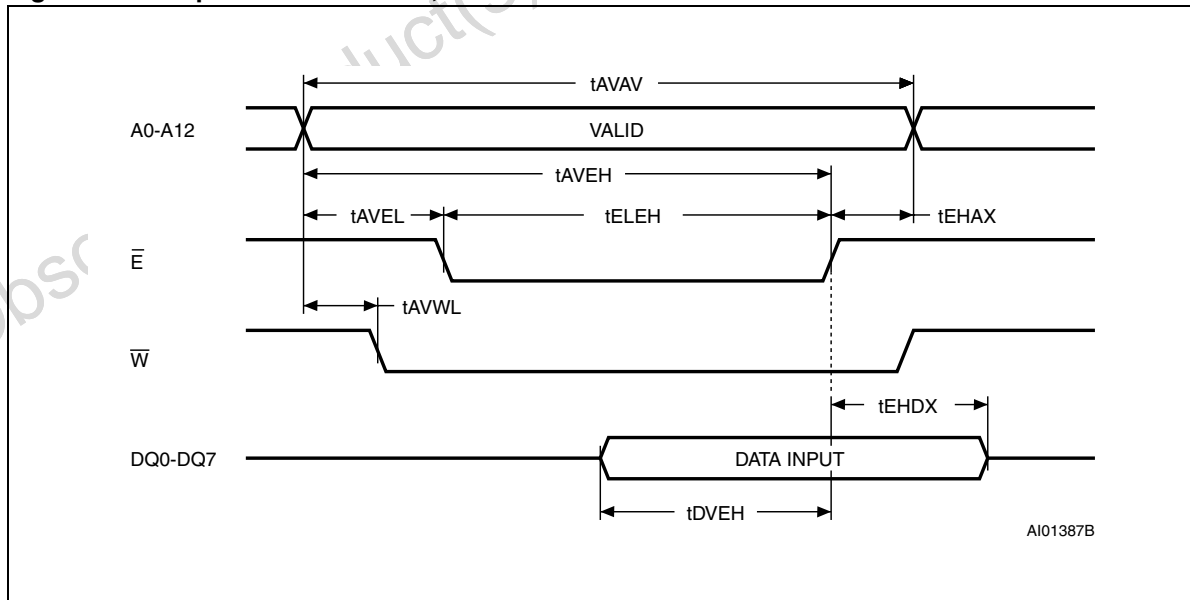 tAVAV
A0-A12
VALID
tAVEH
tAVEL
tELEH
tEHAX
E
tAVWL
W
tEHDX
DQ0-DQ7
DATA INPUT
tDVEH
AI01387B